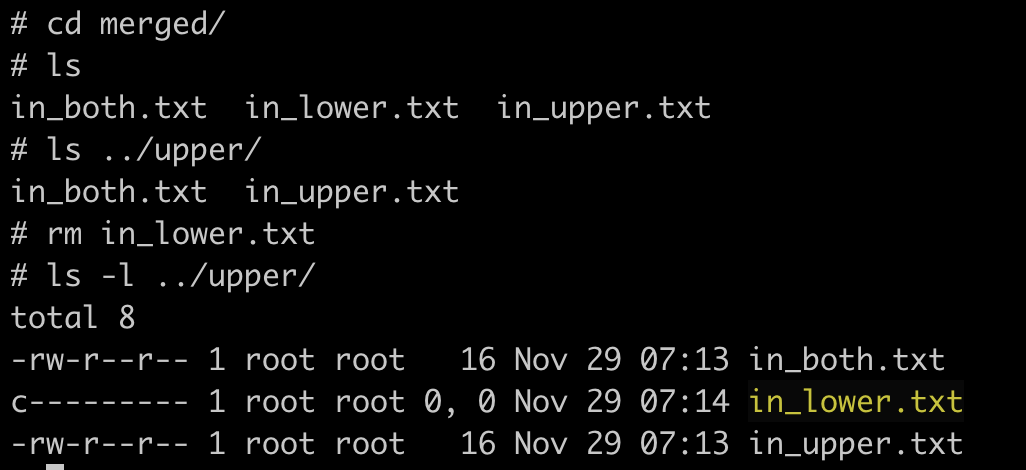 # cd merged/
# ls
in_both.txt  in_lower.txt  in_upper.txt
# ls ../upper/
in_both.txt  in_upper.txt
# rm in_lower.txt
# ls -l ../upper/
total 8
-rw-r--r-- 1 root root   16 Nov 29 07:13 in_both.txt
c--------- 1 root root 0, 0 Nov 29 07:14 in_lower.txt
-rw-r--r-- 1 root root   16 Nov 29 07:13 in_upper.txt